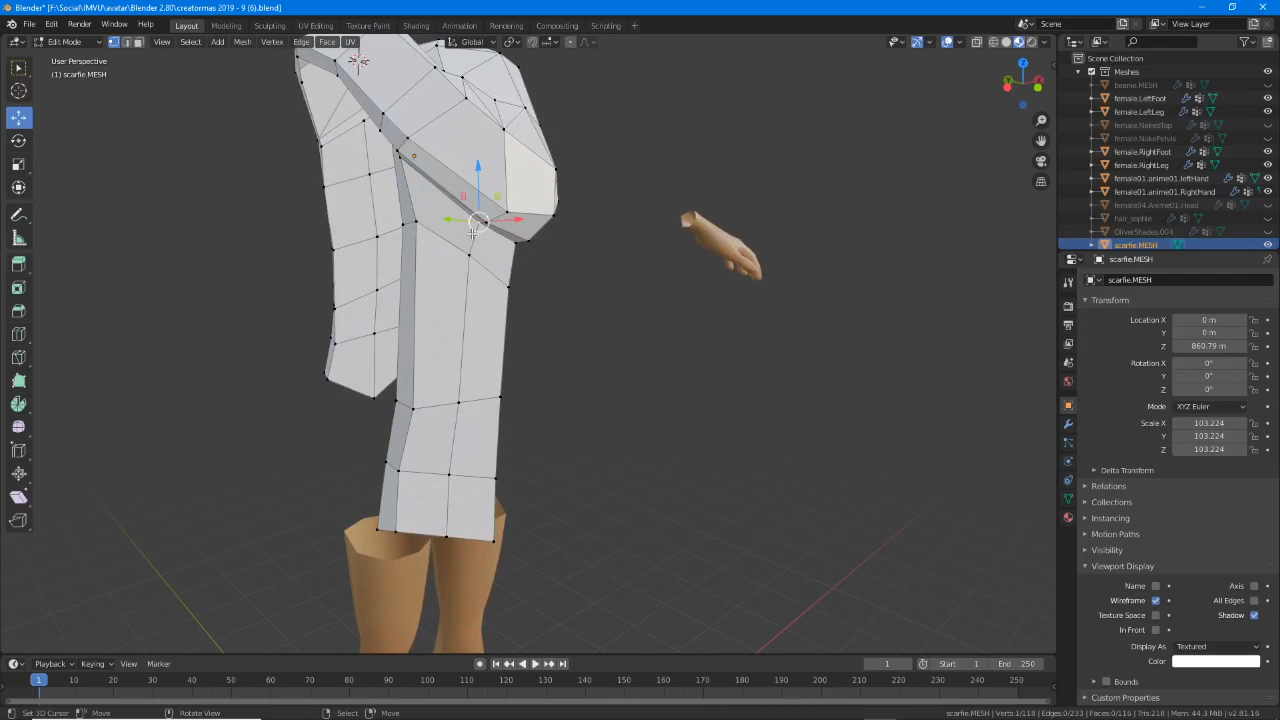 Blender* [F:\Social\IMVU\avatar\Blender 2.80\creatormas 2019 - 9 (6).blend]
File Edit Render Window Help Layout Modeling Sculpting UV Editing Texture Paint Shading Animation Rendering Compositing Scripting Scene View Layer
Edit Mode View Select Add Mesh Vertex Edge Face UV Global
User Perspective
(1) scarfie.MESH
Scene Collection
Meshes
beanie.MESH
female.LeftFoot
female.LeftLeg
female.NakedTop
female.NakedPelvis
female.RightFoot
female.RightLeg
female01.anime01.leftHand
female01.anime01.RightHand
female04.Anime01.Head
hair_sophie
OliverShades.004
scarfie.MESH
scarfie.MESH
scarfie.MESH
Transform
Location X 0 m
Y 0 m
Z 860.79 m
Rotation X 0°
Y 0°
Z 0°
Mode XYZ Euler
Scale X 103.224
Y 103.224
Z 103.224
Delta Transform
Relations
Collections
Instancing
Motion Paths
Visibility
Viewport Display
Name Axis
Wireframe All Edges
Texture Space Shadow
In Front
Display As Textured
Color
Bounds
Custom Properties
Playback Keying View Marker 1 Start 1 End 250
1 10 20 30 40 50 60 70 80 90 100 110 120 130 140 150 160 170 180 190 200 210 220 230 240 250
Set 3D Cursor Move Rotate View Select Move scarfie.MESH | Verts:1/118 | Edges:0/233 | Faces:0/116 | Tris:218 | Mem: 44.3 MiB | v2.81.16